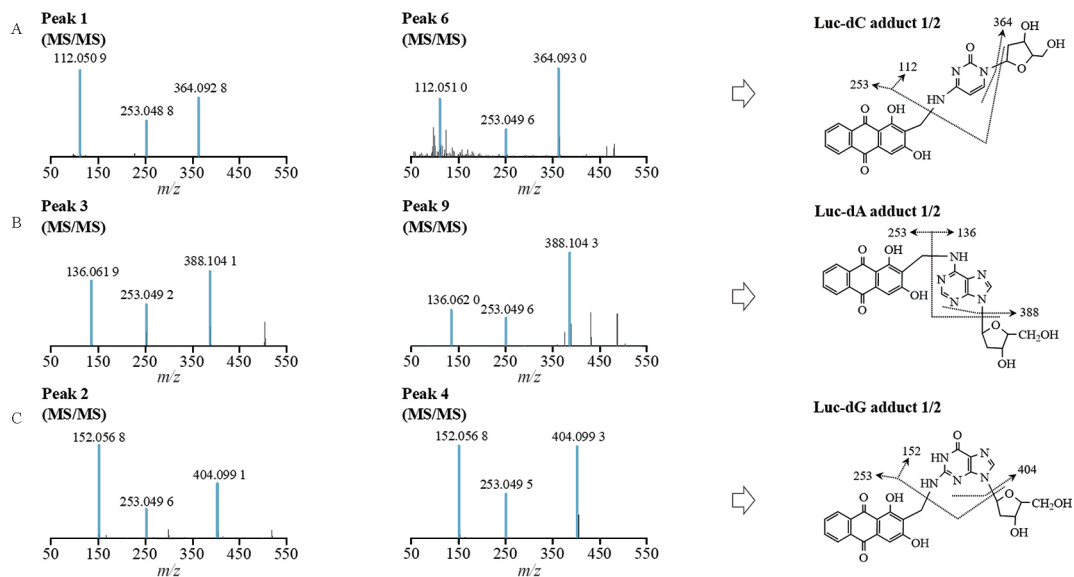 A
Peak 1
(MS/MS)
112.050 9
253.048 8
364.092 8
50 150 250 350 450 550
m/z
Peak 6
(MS/MS)
112.051 0
253.049 6
364.093 0
50 150 250 350 450 550
m/z
Luc-dC adduct 1/2
364
OH
OH
O
O
N
N
112
253
HN
O
OH
OH
O
B
Peak 3
(MS/MS)
136.061 9
253.049 2
388.104 1
50 150 250 350 450 550
m/z
Peak 9
(MS/MS)
136.062 0
253.049 6
388.104 3
50 150 250 350 450 550
m/z
Luc-dA adduct 1/2
253 136
O
OH
NH
N
N
N
N
OH
O
388
O
CH2OH
OH
C
Peak 2
(MS/MS)
152.056 8
253.049 6
404.099 1
50 150 250 350 450 550
m/z
Peak 4
(MS/MS)
152.056 8
253.049 5
404.099 3
50 150 250 350 450 550
m/z
Luc-dG adduct 1/2
O
152
HN
N
N
N
404
253
HN
O
OH
O
CH2OH
OH
OH
O